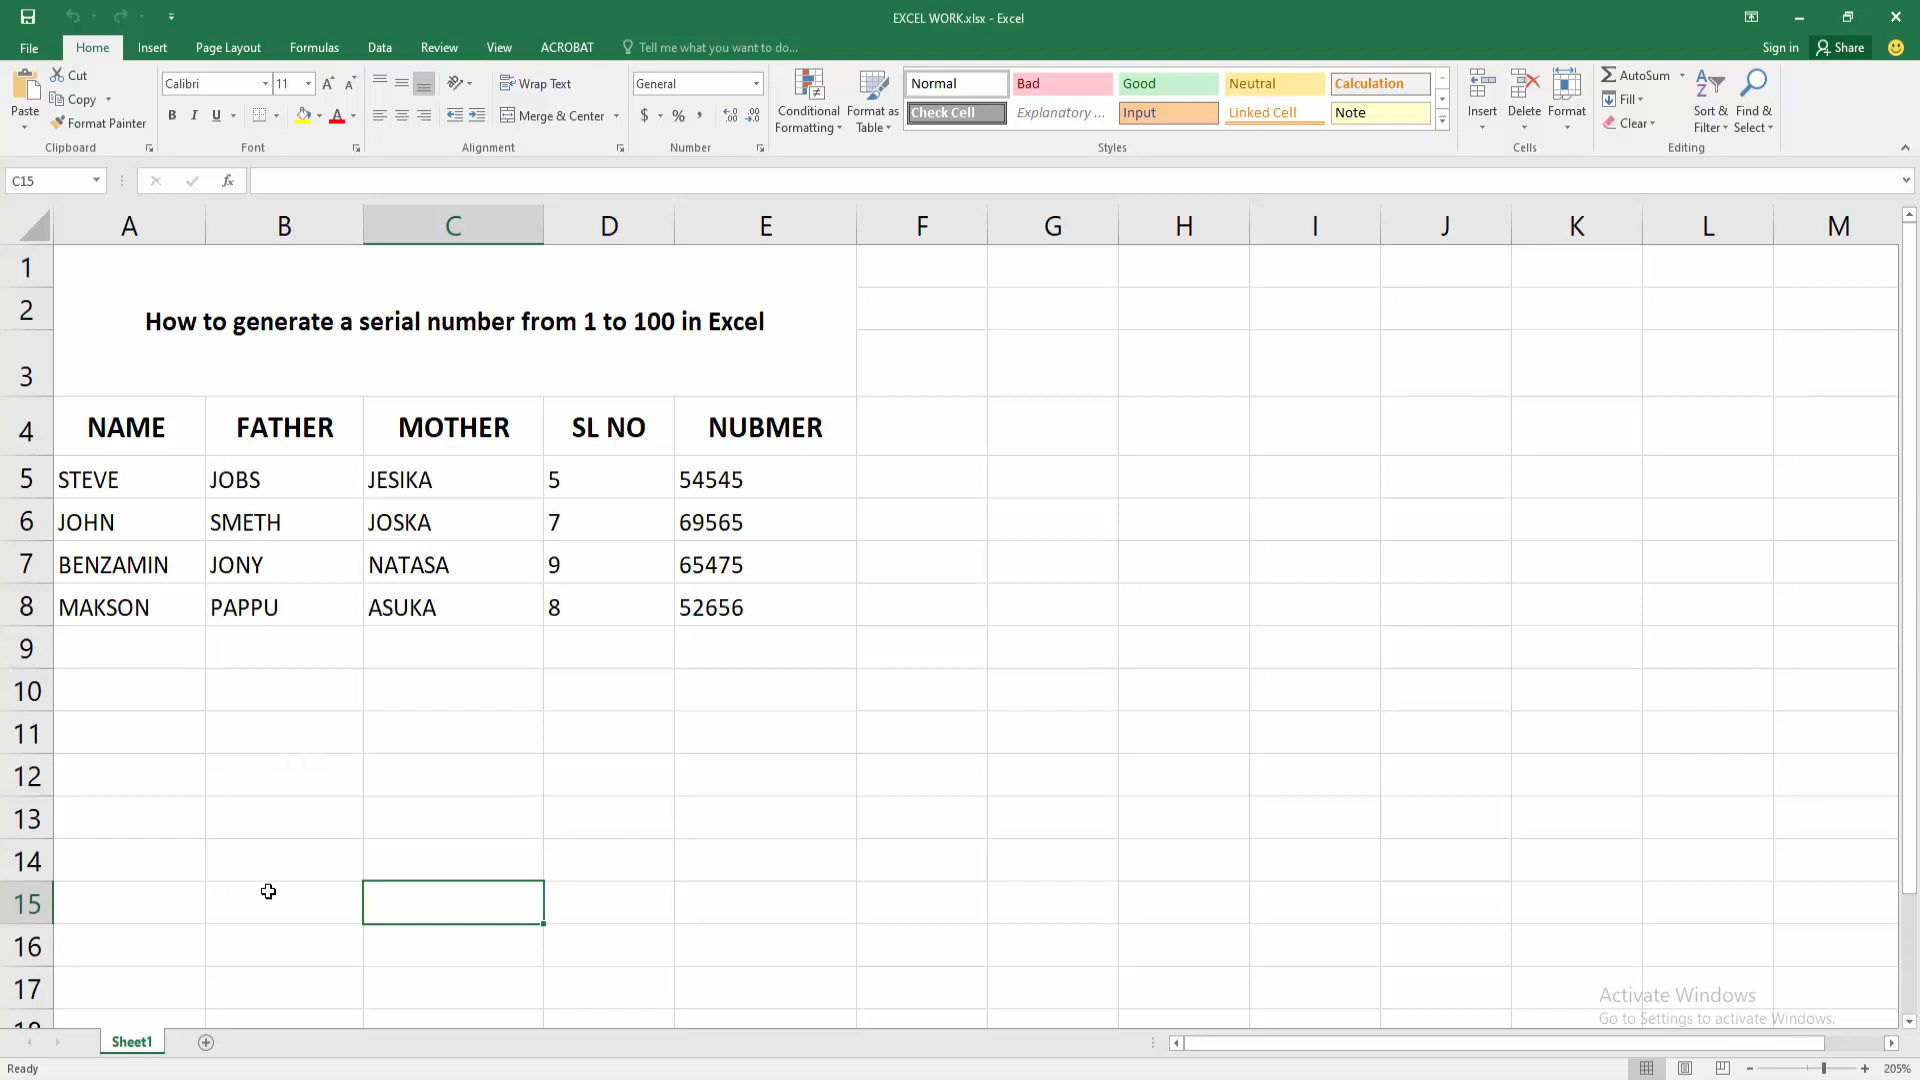 EXCEL WORK.xlsx - Excel
File Home Insert Page Layout Formulas Data Review View ACROBAT Tell me what you want to do... Sign in Share
Paste Cut Copy Format Painter
Clipboard
Calibri 11
B I U A
Font
Wrap Text
Merge & Center
Alignment
General
$ % ,
Number
Conditional Formatting
Format as Table
Normal Bad Good Neutral Calculation
Check Cell Explanatory ... Input Linked Cell Note
Styles
Insert Delete Format
Cells
AutoSum
Fill
Clear
Sort & Filter
Find & Select
Editing
C15 fx
A B C D E F G H I J K L M
1
2 How to generate a serial number from 1 to 100 in Excel
3
4 NAME FATHER MOTHER SL NO NUBMER
5 STEVE JOBS JESIKA 5 54545
6 JOHN SMETH JOSKA 7 69565
7 BENZAMIN JONY NATASA 9 65475
8 MAKSON PAPPU ASUKA 8 52656
9
10
11
12
13
14
15
16
17
18
Activate Windows
Go to Settings to activate Windows.
Sheet1
Ready 205%